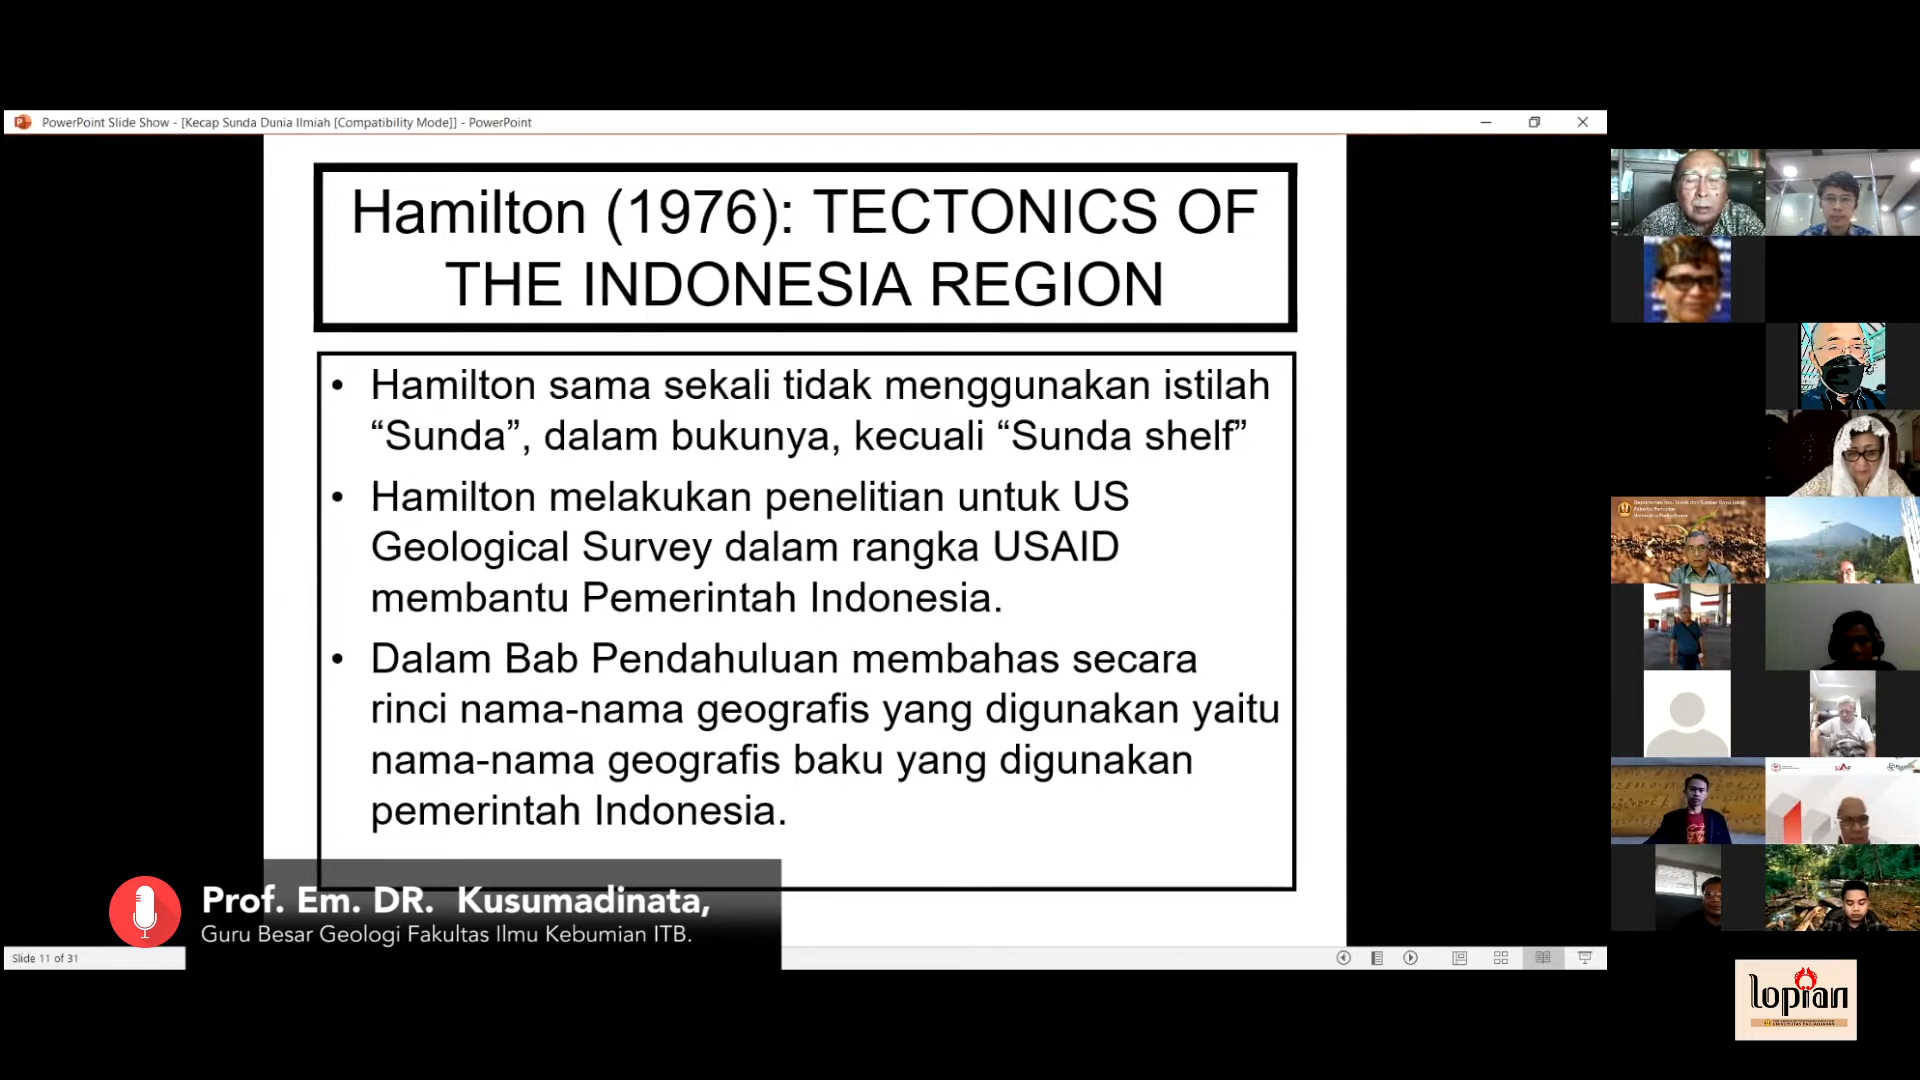 PowerPoint Slide Show - [Kecap Sunda Dunia Ilmiah [Compatibility Mode]] - PowerPoint
Hamilton (1976): TECTONICS OF
THE INDONESIA REGION
• Hamilton sama sekali tidak menggunakan istilah
“Sunda”, dalam bukunya, kecuali “Sunda shelf”
• Hamilton melakukan penelitian untuk US
Geological Survey dalam rangka USAID
membantu Pemerintah Indonesia.
• Dalam Bab Pendahuluan membahas secara
rinci nama-nama geografis yang digunakan yaitu
nama-nama geografis baku yang digunakan
pemerintah Indonesia.
Prof. Em. DR. Kusumadinata,
Guru Besar Geologi Fakultas Ilmu Kebumian ITB.
Slide 11 of 31
lopian
UNIVERSITAS PADJADJARAN